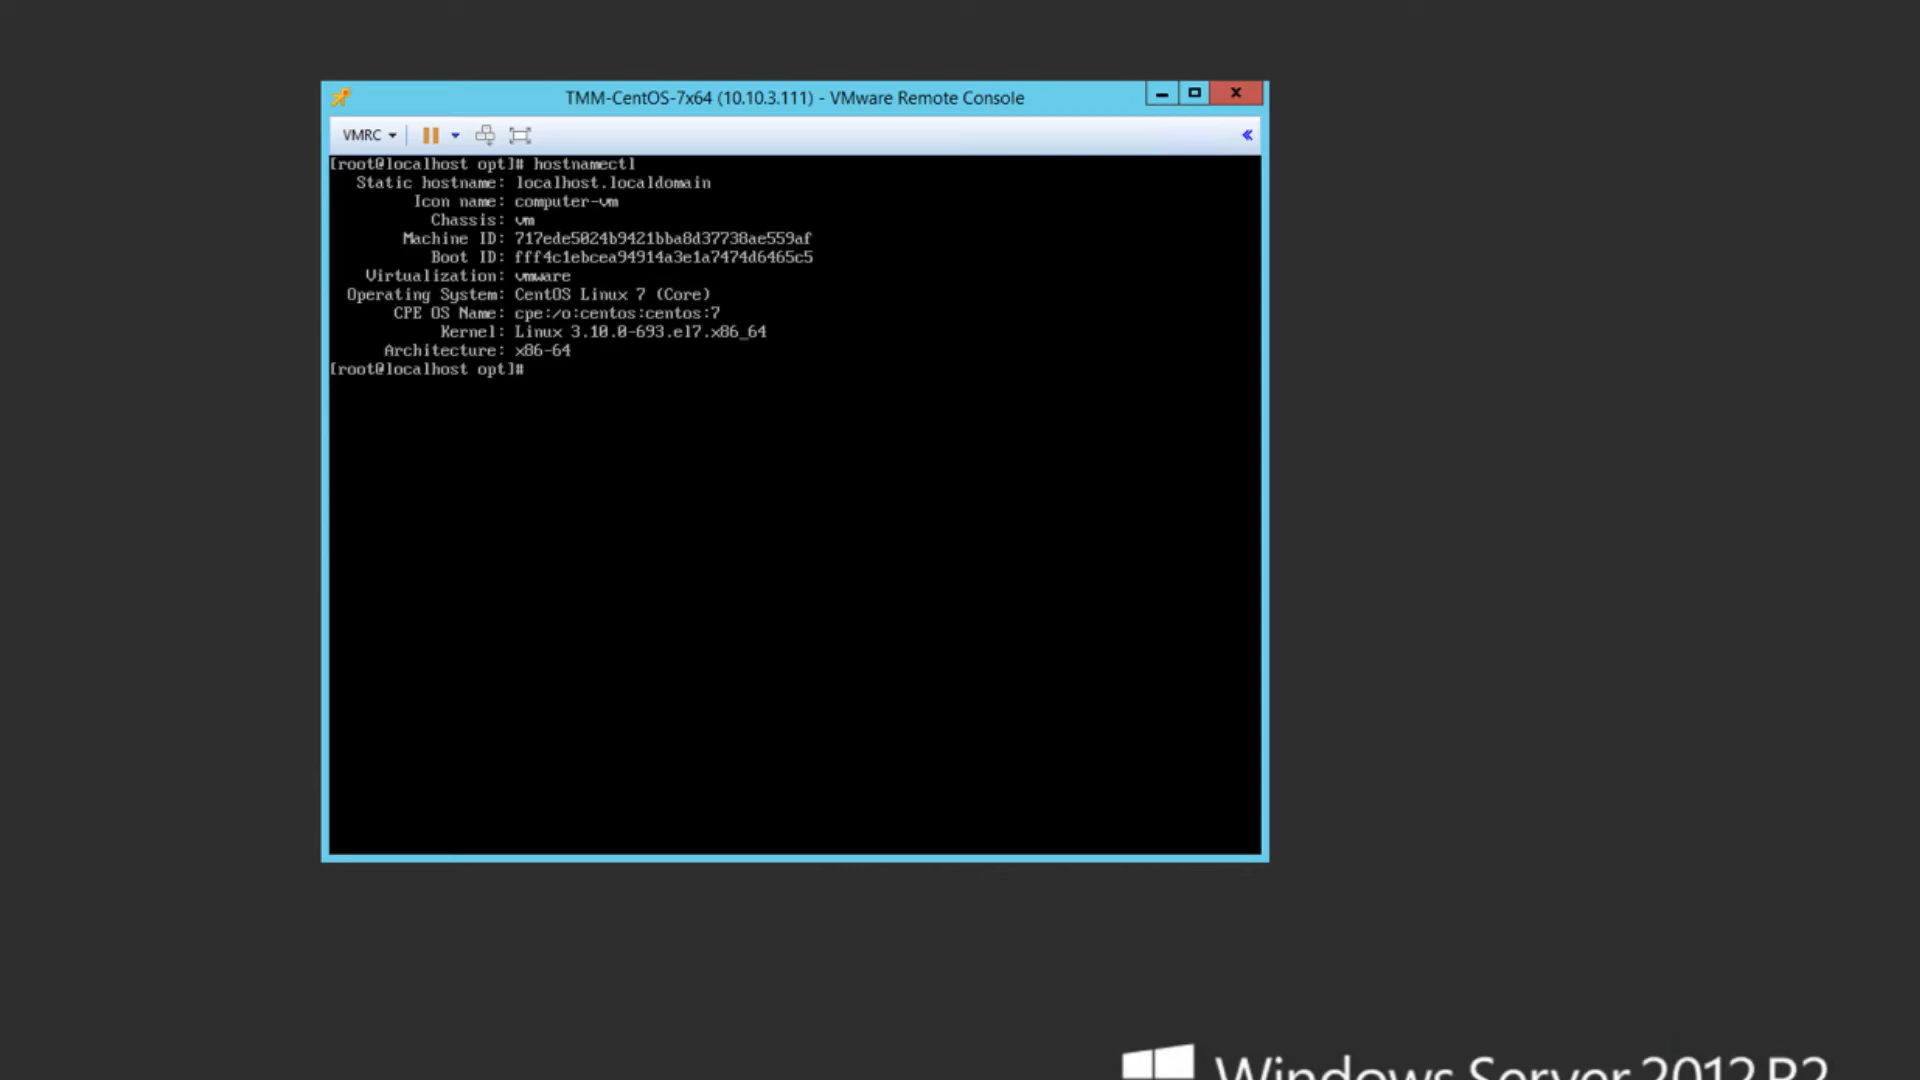 TMM-CentOS-7x64 (10.10.3.111) - VMware Remote Console
VMRC
[root@localhost opt]# hostnamectl
Static hostname: localhost.localdomain
Icon name: computer-vm
Chassis: vm
Machine ID: 717ede5024b9421bba8d37738ae559af
Boot ID: fff4c1ebcea94914a3e1a7474d6465c5
Virtualization: vmware
Operating System: CentOS Linux 7 (Core)
CPE OS Name: cpe:/o:centos:centos:7
Kernel: Linux 3.10.0-693.el7.x86_64
Architecture: x86-64
[root@localhost opt]#
Windows Server 2012 R2